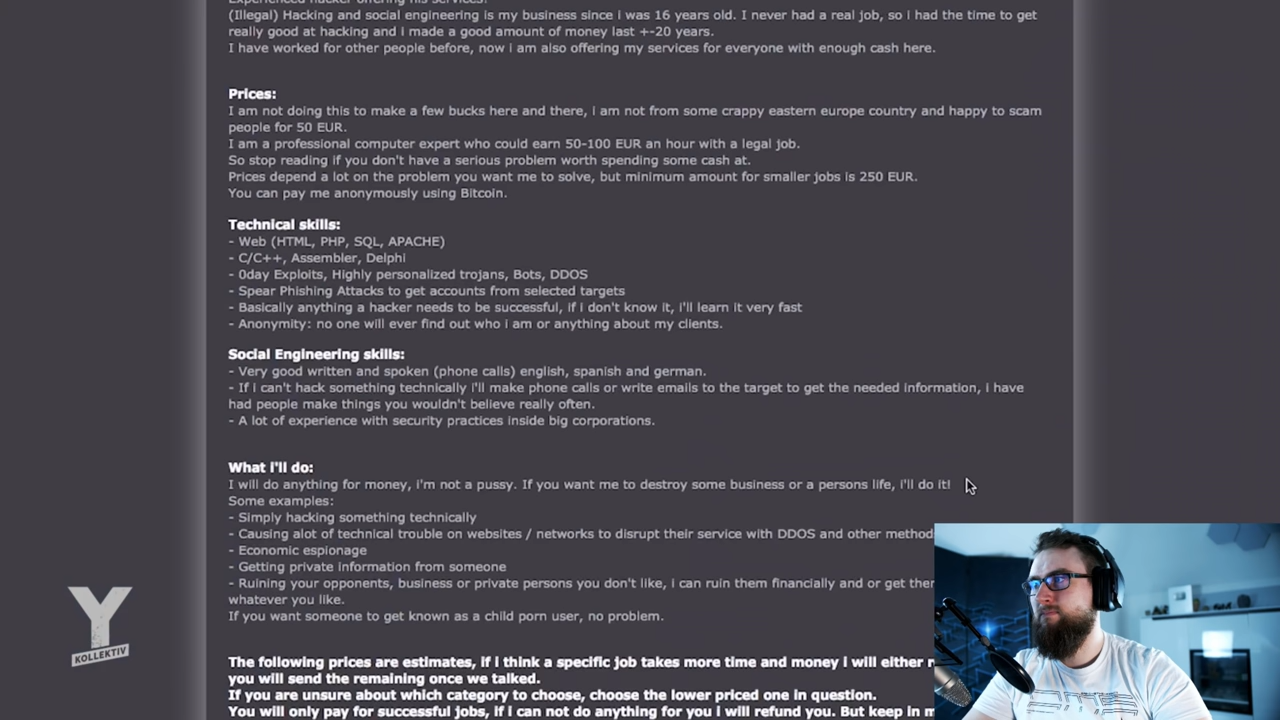 Experienced hacker offering his services!
(Illegal) Hacking and social engineering is my business since i was 16 years old. I never had a real job, so i had the time to get
really good at hacking and i made a good amount of money last +-20 years.
I have worked for other people before, now i am also offering my services for everyone with enough cash here.
Prices:
I am not doing this to make a few bucks here and there, i am not from some crappy eastern europe country and happy to scam
people for 50 EUR.
I am a professional computer expert who could earn 50-100 EUR an hour with a legal job.
So stop reading if you don't have a serious problem worth spending some cash at.
Prices depend a lot on the problem you want me to solve, but minimum amount for smaller jobs is 250 EUR.
You can pay me anonymously using Bitcoin.
Technical skills:
- Web (HTML, PHP, SQL, APACHE)
- C/C++, Assembler, Delphi
- 0day Exploits, Highly personalized trojans, Bots, DDOS
- Spear Phishing Attacks to get accounts from selected targets
- Basically anything a hacker needs to be successful, if i don't know it, i'll learn it very fast
- Anonymity: no one will ever find out who i am or anything about my clients.
Social Engineering skills:
- Very good written and spoken (phone calls) english, spanish and german.
- If i can't hack something technically i'll make phone calls or write emails to the target to get the needed information, i have
had people make things you wouldn't believe really often.
- A lot of experience with security practices inside big corporations.
What i'll do:
I will do anything for money, i'm not a pussy. If you want me to destroy some business or a persons life, i'll do it!
Some examples:
- Simply hacking something technically
- Causing alot of technical trouble on websites / networks to disrupt their service with DDOS and other method
- Economic espionage
- Getting private information from someone
- Ruining your opponents, business or private persons you don't like, i can ruin them financially and or get ther
whatever you like.
If you want someone to get known as a child porn user, no problem.
The following prices are estimates, if i think a specific job takes more time and money i will either r
you will send the remaining once we talked.
If you are unsure about which category to choose, choose the lower priced one in question.
You will only pay for successful jobs, if i can not do anything for you i will refund you. But keep in m
Y
KOLLEKTIV